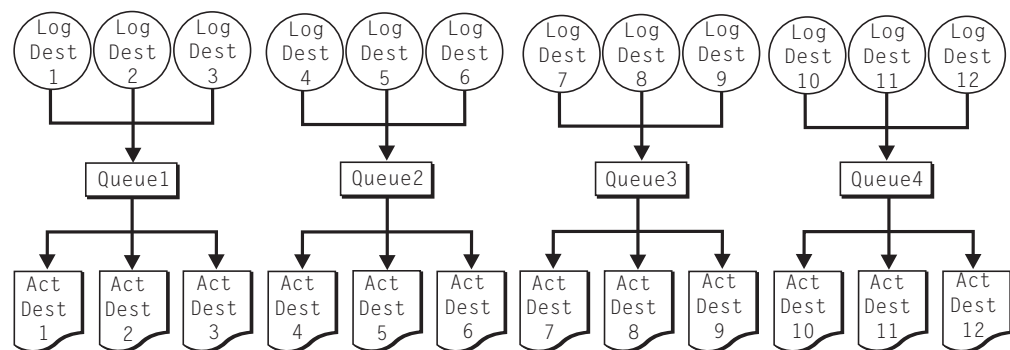 Log Dest 1
Log Dest 2
Log Dest 3
Log Dest 4
Log Dest 5
Log Dest 6
Log Dest 7
Log Dest 8
Log Dest 9
Log Dest 10
Log Dest 11
Log Dest 12
Queue1
Queue2
Queue3
Queue4
Act Dest 1
Act Dest 2
Act Dest 3
Act Dest 4
Act Dest 5
Act Dest 6
Act Dest 7
Act Dest 8
Act Dest 9
Act Dest 10
Act Dest 11
Act Dest 12